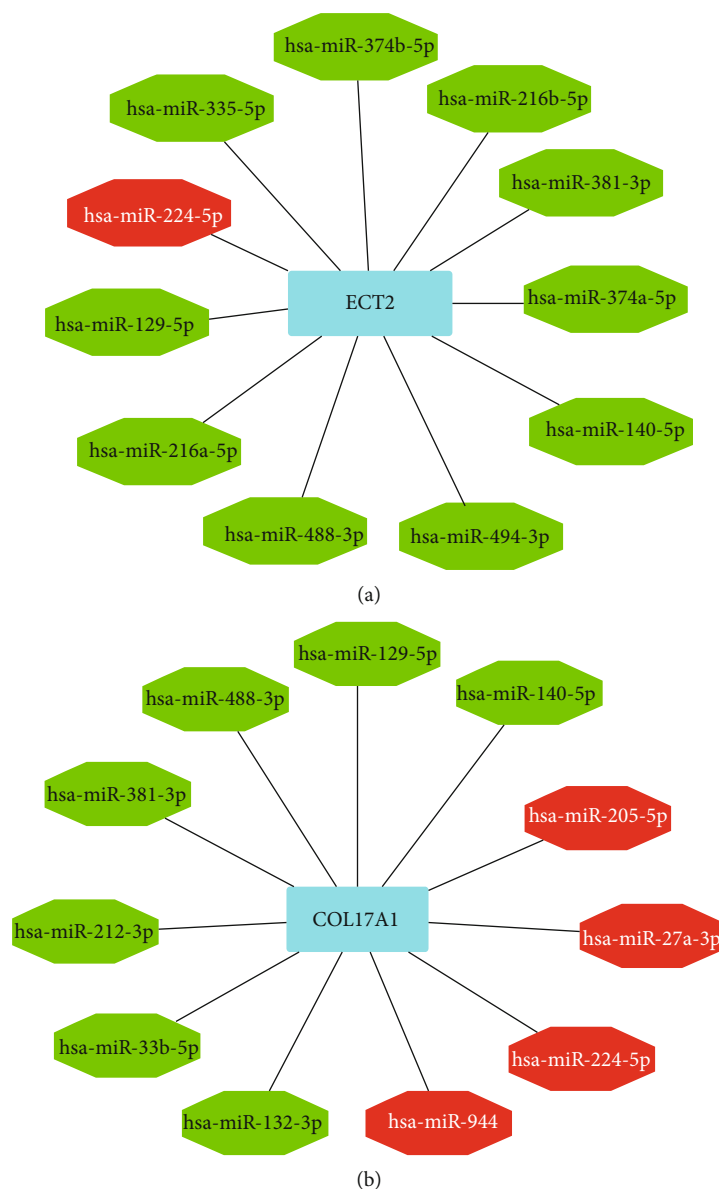 hsa-miR-374b-5p
hsa-miR-216b-5p
hsa-miR-335-5p
hsa-miR-381-3p
hsa-miR-224-5p
ECT2
hsa-miR-374a-5p
hsa-miR-129-5p
hsa-miR-140-5p
hsa-miR-216a-5p
hsa-miR-488-3p
hsa-miR-494-3p
(a)
hsa-miR-129-5p
hsa-miR-488-3p
hsa-miR-140-5p
hsa-miR-381-3p
hsa-miR-205-5p
COL17A1
hsa-miR-212-3p
hsa-miR-27a-3p
hsa-miR-33b-5p
hsa-miR-224-5p
hsa-miR-132-3p
hsa-miR-944
(b)